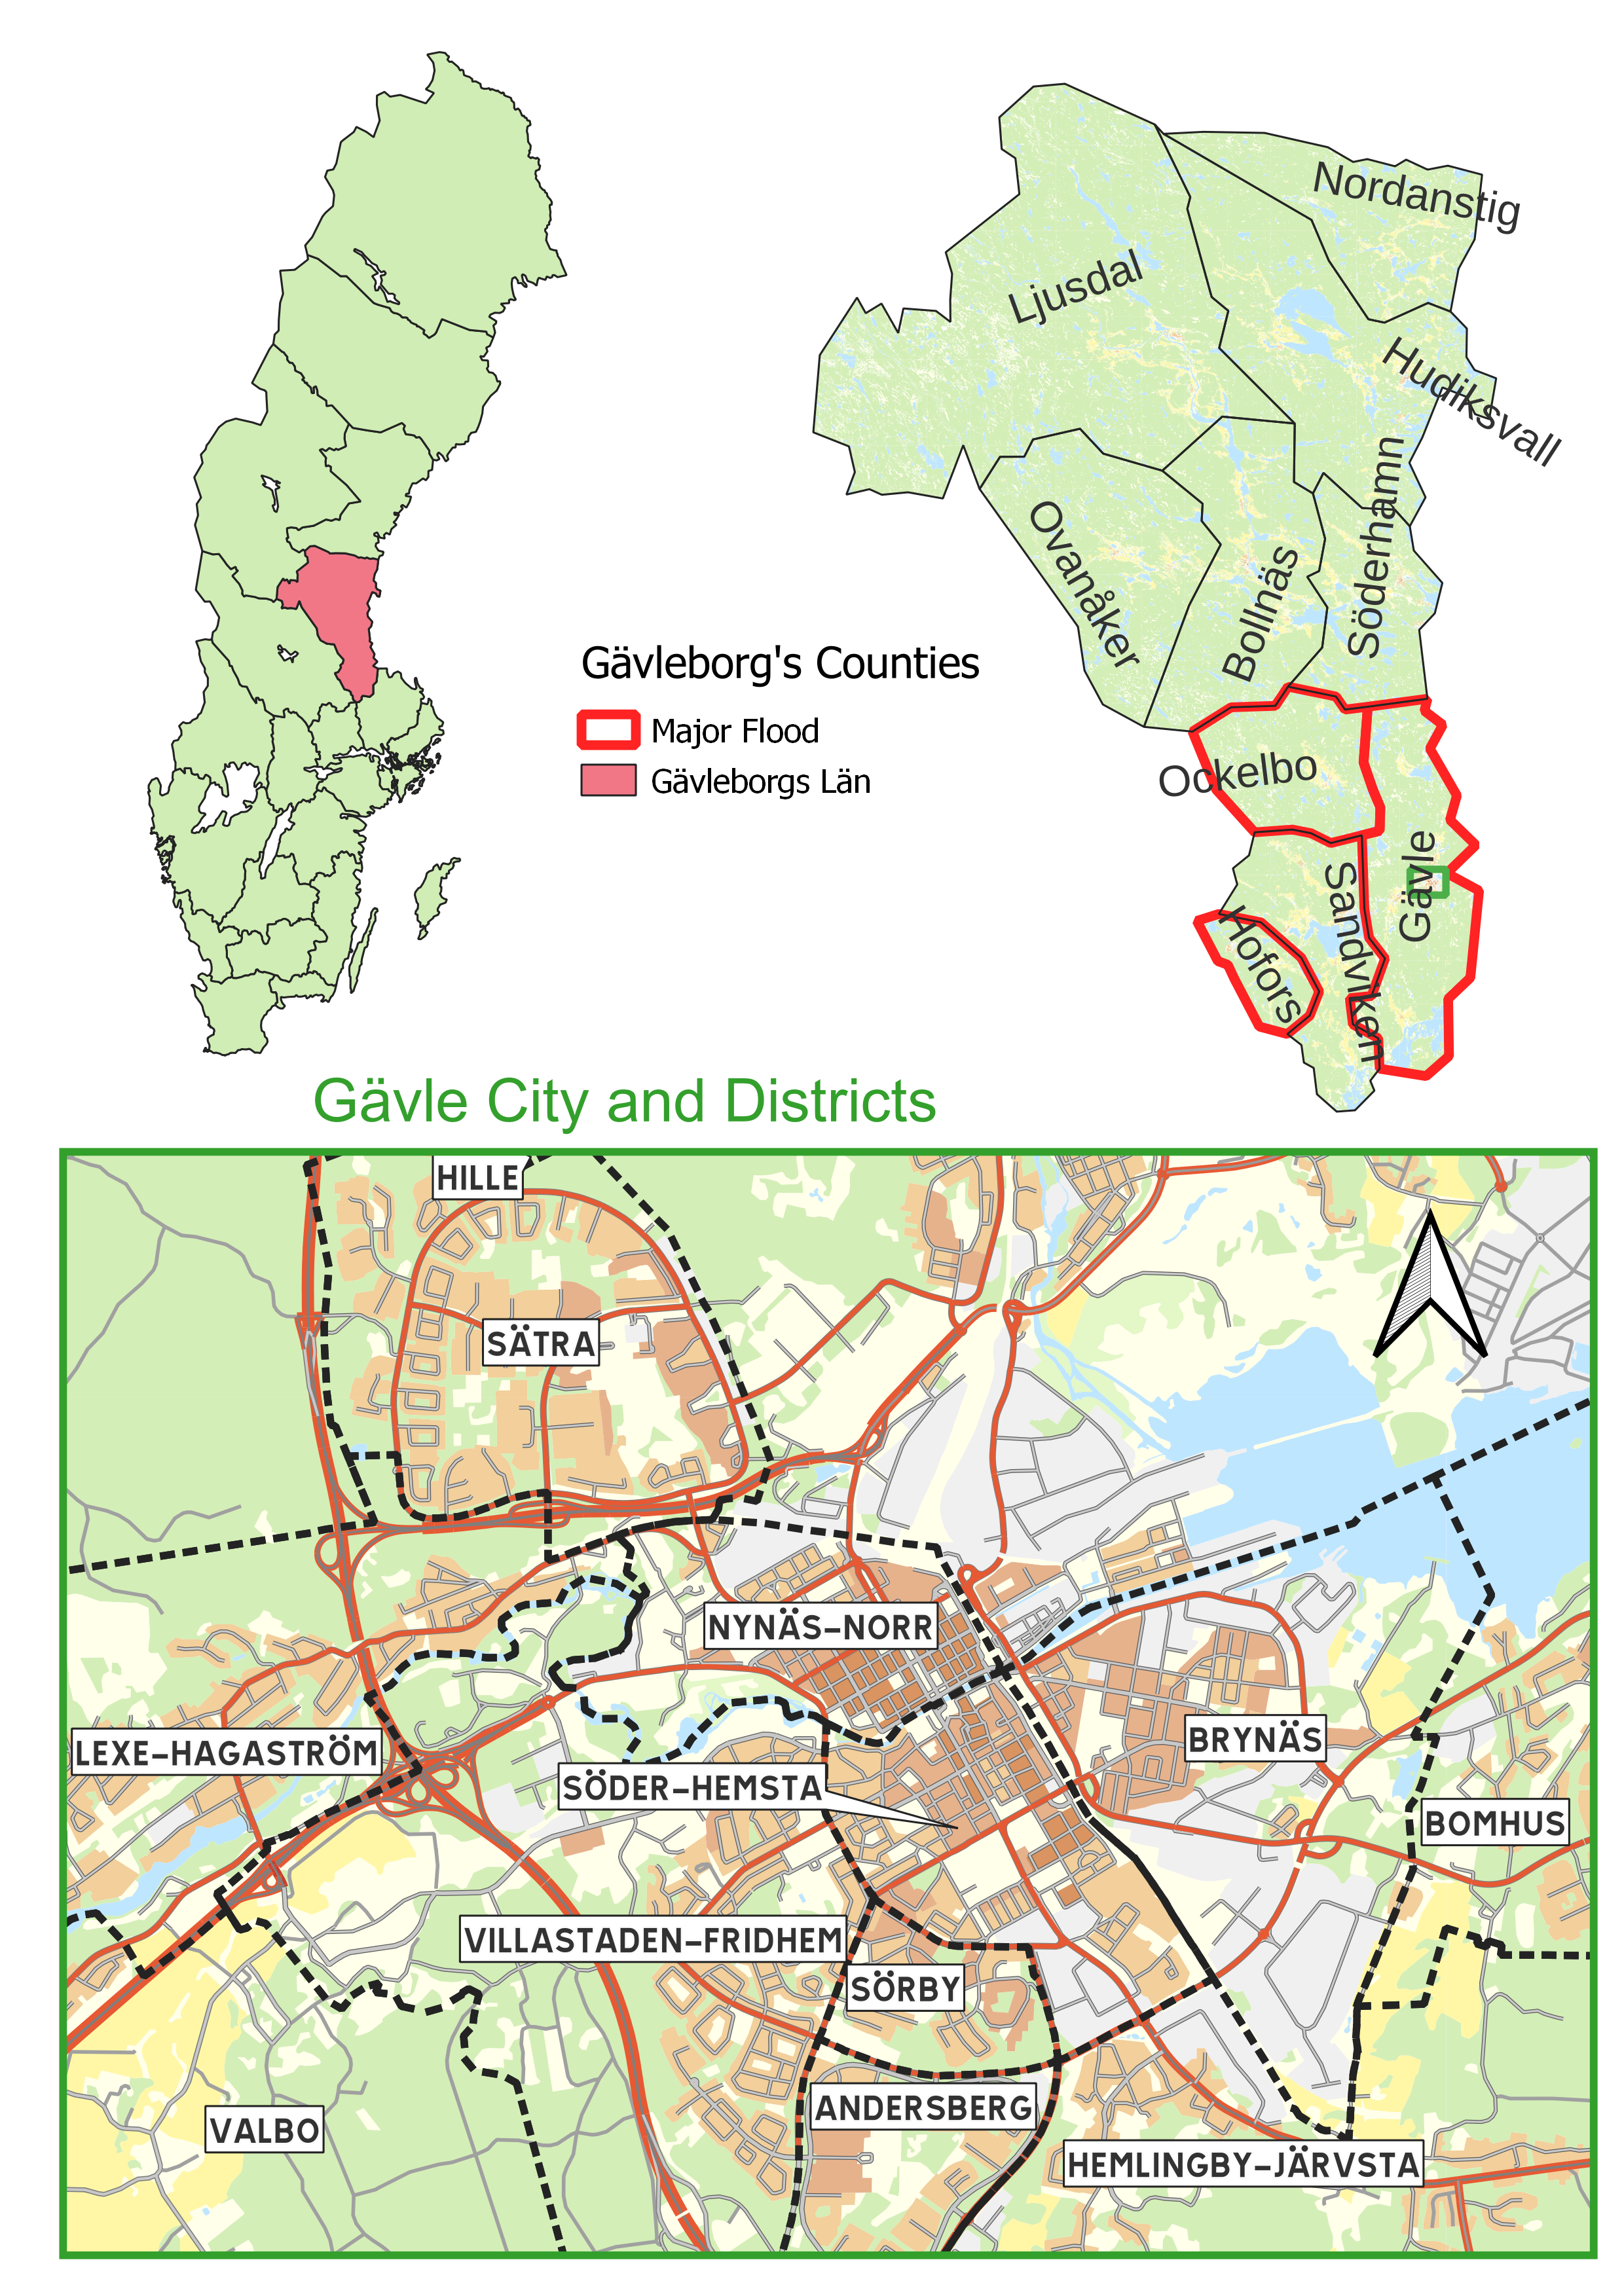 Nordanstig
Ljusdal
Hudiksvall
Ovanåker
Bollnäs
Söderhamn
Gävleborg's Counties
Major Flood
Gävleborgs Län
Ockelbo
Gävle
Sandviken
Hofors
Gävle City and Districts
HILLE
SÄTRA
NYNÄS-NORR
LEXE-HAGASTRÖM
BRYNÄS
SÖDER-HEMSTA
BOMHUS
VILLASTADEN-FRIDHEM
SÖRBY
ANDERSBERG
VALBO
HEMLINGBY-JÄRVSTA